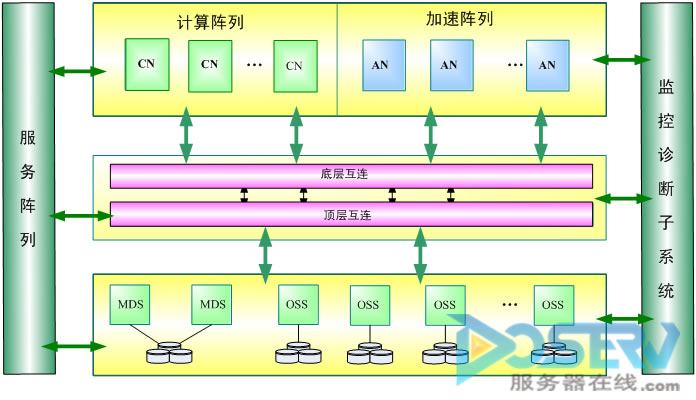 计算阵列
加速阵列
CN
CN
...
CN
AN
AN
...
AN
服务阵列
监控诊断子系统
底层互连
顶层互连
MDS
MDS
OSS
OSS
OSS
...
OSS
DOSERV
服务器在线.com